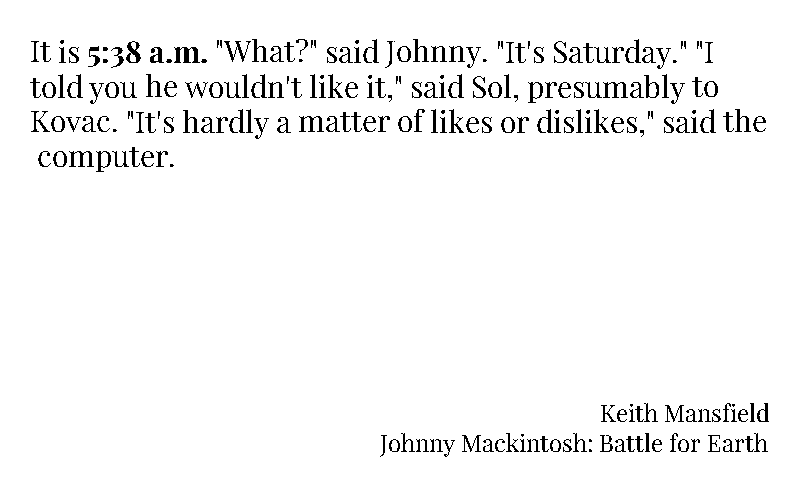 It is 5:38 a.m. "What?" said Johnny. "It's Saturday." "I
told you he wouldn't like it," said Sol, presumably to
Kovac. "It's hardly a matter of likes or dislikes," said the
computer.
Keith Mansfield
Johnny Mackintosh: Battle for Earth